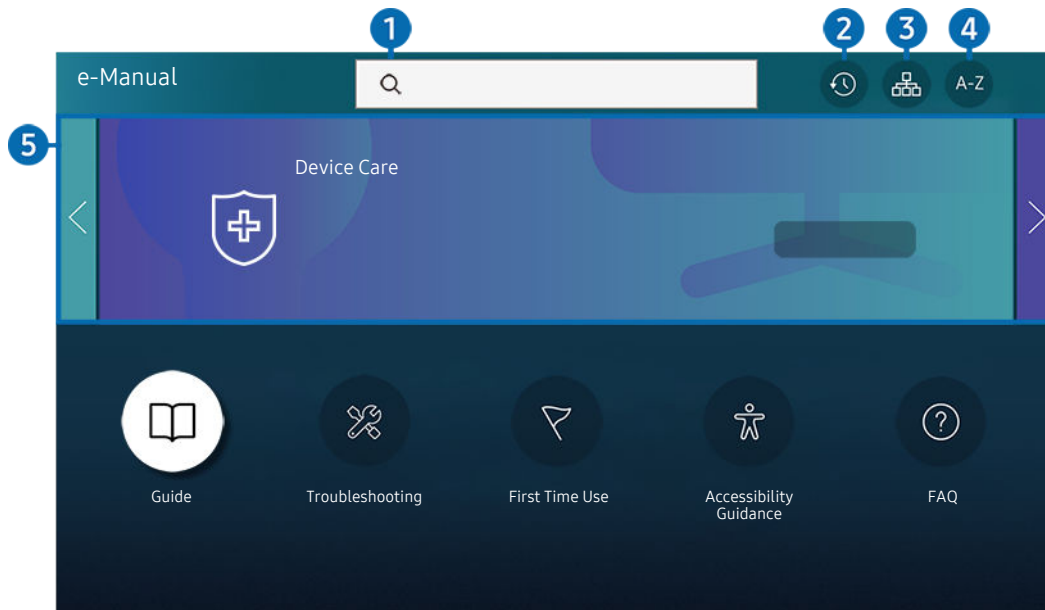 1
2
3
4
e-Manual
A-Z
5
Device Care
Guide
Troubleshooting
First Time Use
Accessibility
Guidance
FAQ